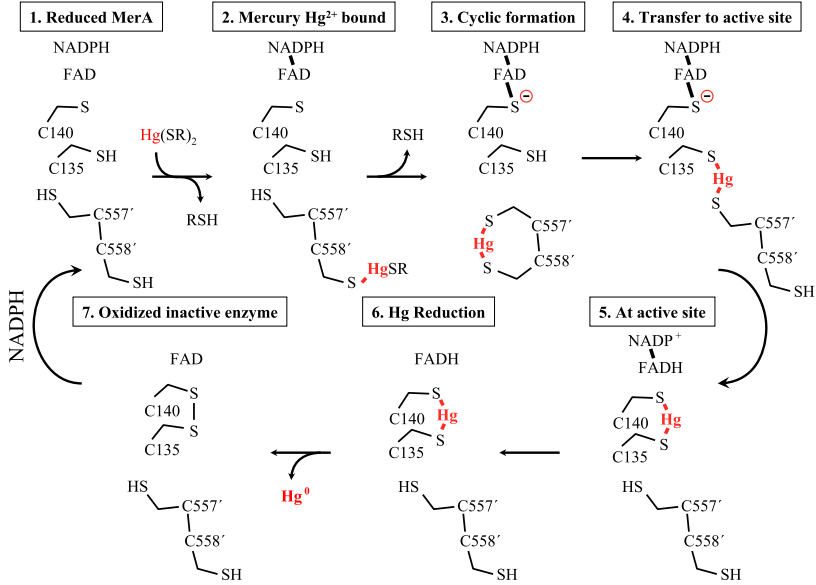 1. Reduced MerA
NADPH
FAD
S
C140
SH
C135
HS
C557´
C558´
SH
Hg(SR)₂
RSH
2. Mercury Hg²⁺ bound
NADPH
FAD
S
C140
SH
C135
HS
C557´
C558´
S
HgSR
RSH
3. Cyclic formation
NADPH
FAD
S −
C140
SH
C135
S
C557´
Hg
C558´
S
4. Transfer to active site
NADPH
FAD
S −
C140
S
C135
Hg
S
C557´
C558´
SH
5. At active site
NADP⁺
FADH
S
C140
Hg
C135
S
HS
C557´
C558´
SH
6. Hg Reduction
FADH
S
C140
Hg
C135
S
HS
C557´
C558´
SH
Hg⁰
7. Oxidized inactive enzyme
FAD
S
C140
S
C135
HS
C557´
C558´
SH
NADPH